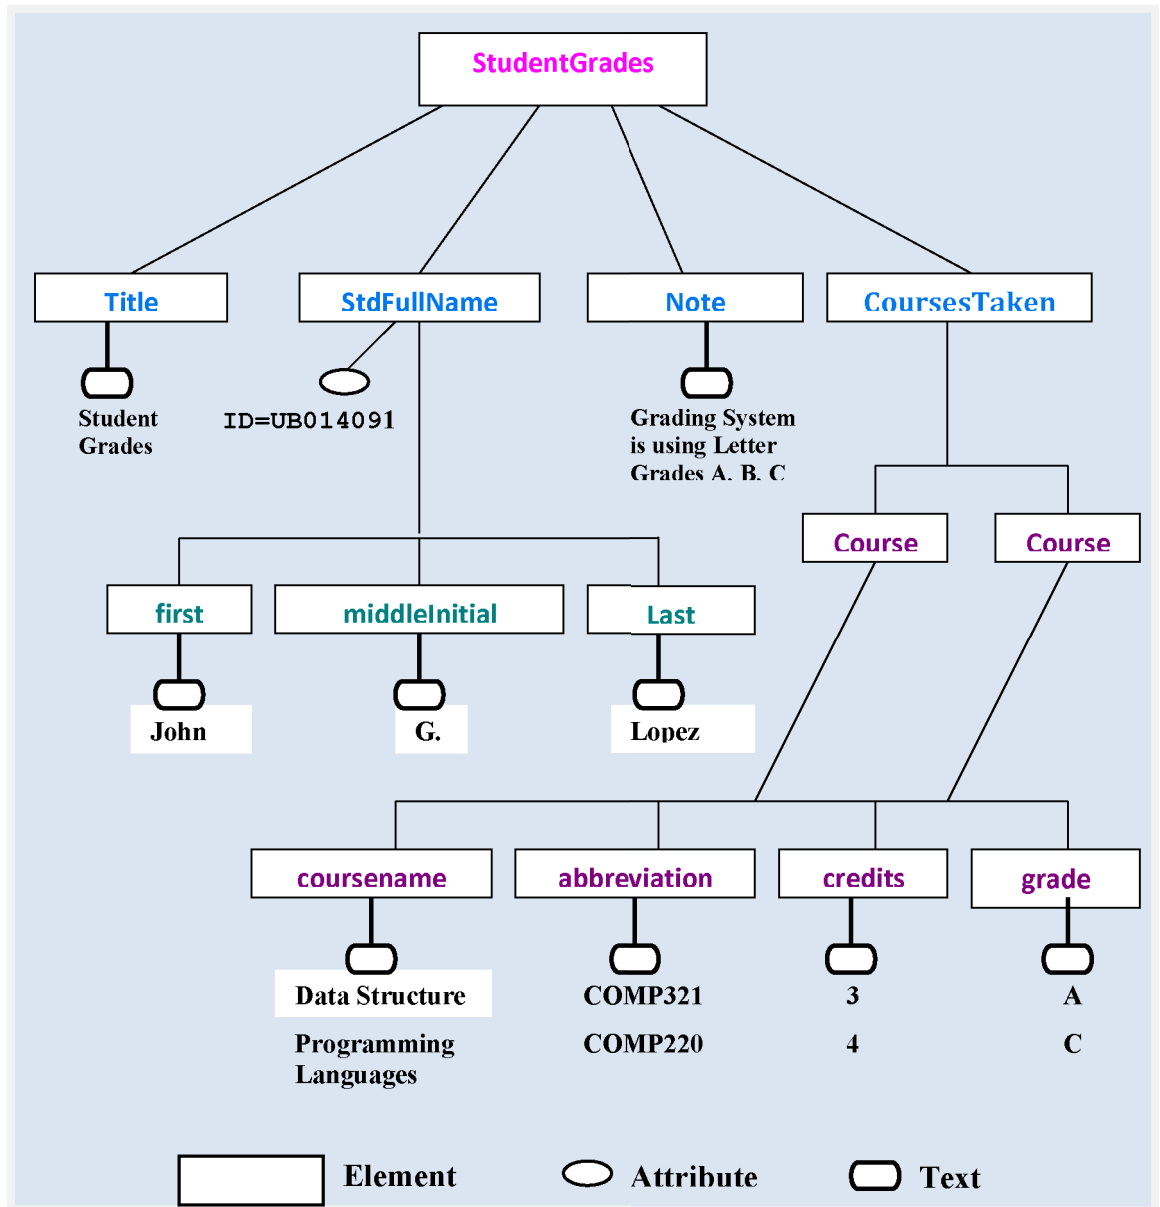 StudentGrades
Title
StdFullName
Note
CoursesTaken
Student
Grades
ID=UB014091
Grading System
is using Letter
Grades A, B, C
Course
Course
first
middleInitial
Last
John
G.
Lopez
coursename
abbreviation
credits
grade
Data Structure
COMP321
3
A
Programming
Languages
COMP220
4
C
Element
Attribute
Text